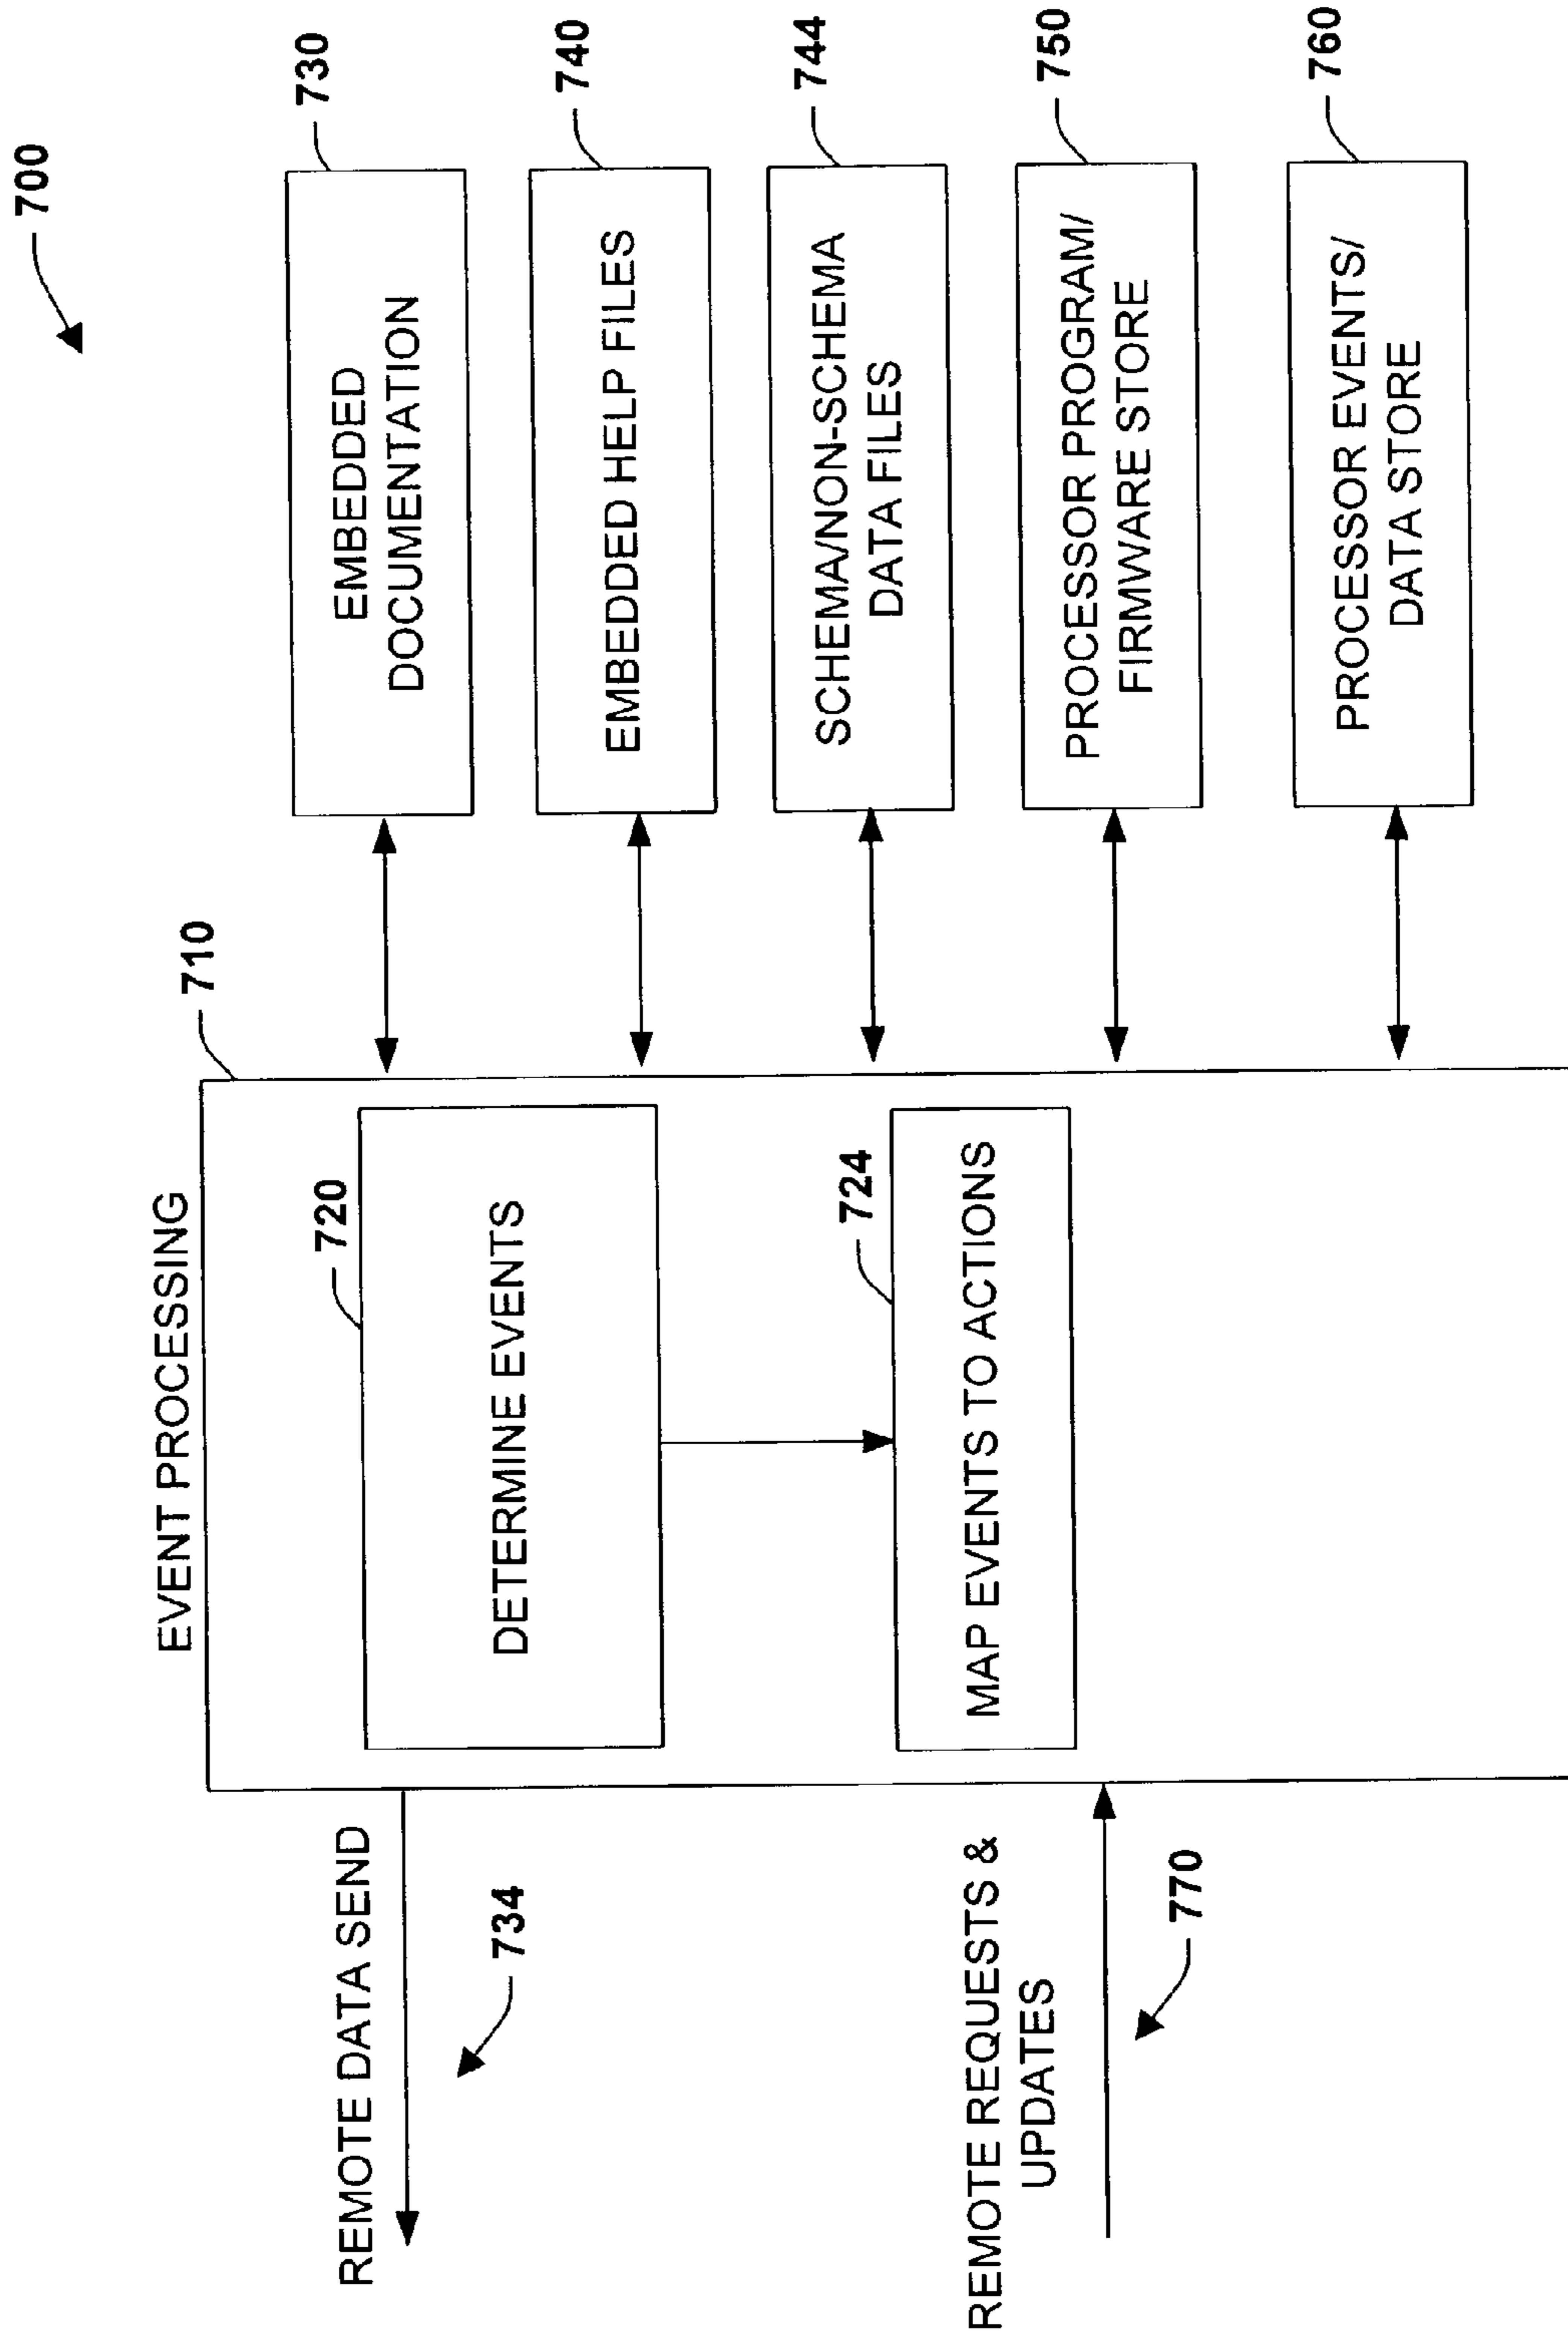 700
EVENT PROCESSING
710
REMOTE DATA SEND
734
720
DETERMINE EVENTS
724
MAP EVENTS TO ACTIONS
REMOTE REQUESTS &
UPDATES
770
730
EMBEDDED
DOCUMENTATION
740
EMBEDDED HELP FILES
744
SCHEMA/NON-SCHEMA
DATA FILES
750
PROCESSOR PROGRAM/
FIRMWARE STORE
760
PROCESSOR EVENTS/
DATA STORE